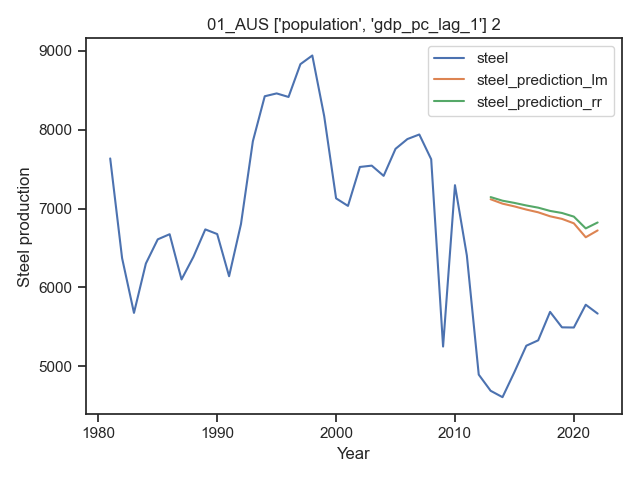 01_AUS ['population', 'gdp_pc_lag_1'] 2
steel
steel_prediction_lm
steel_prediction_rr
Steel production
9000
8000
7000
6000
5000
1980
1990
2000
2010
2020
Year